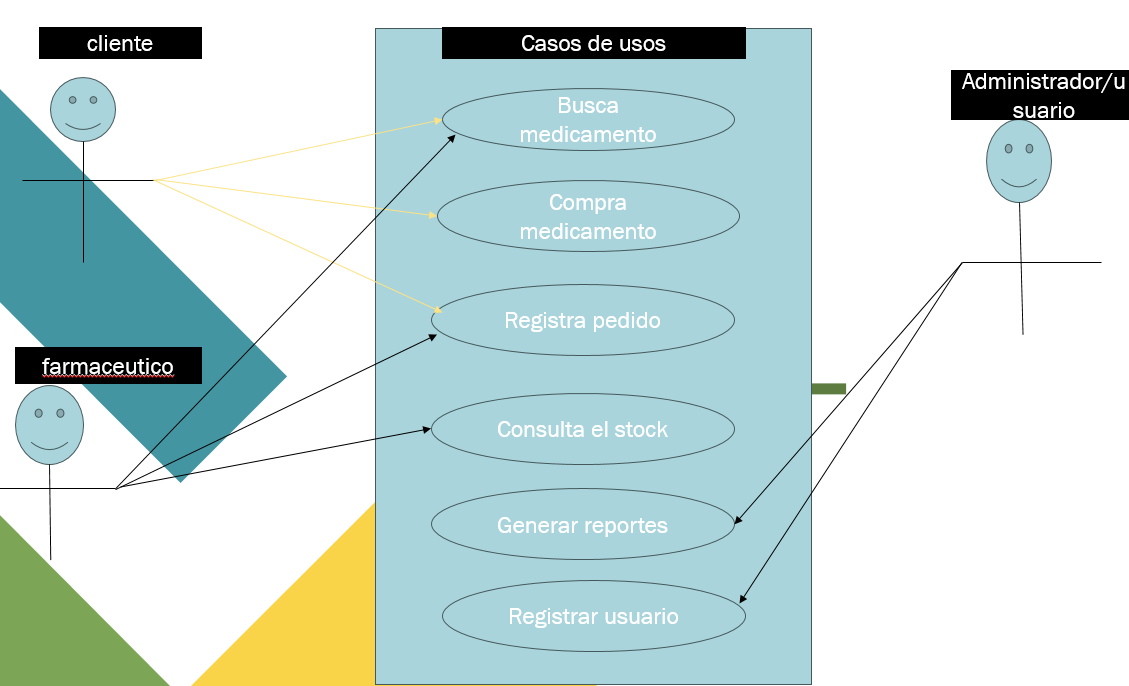 cliente
Casos de usos
Administrador/u
suario
Busca
medicamento
Compra
medicamento
Registra pedido
farmaceutico
Consulta el stock
Generar reportes
Registrar usuario